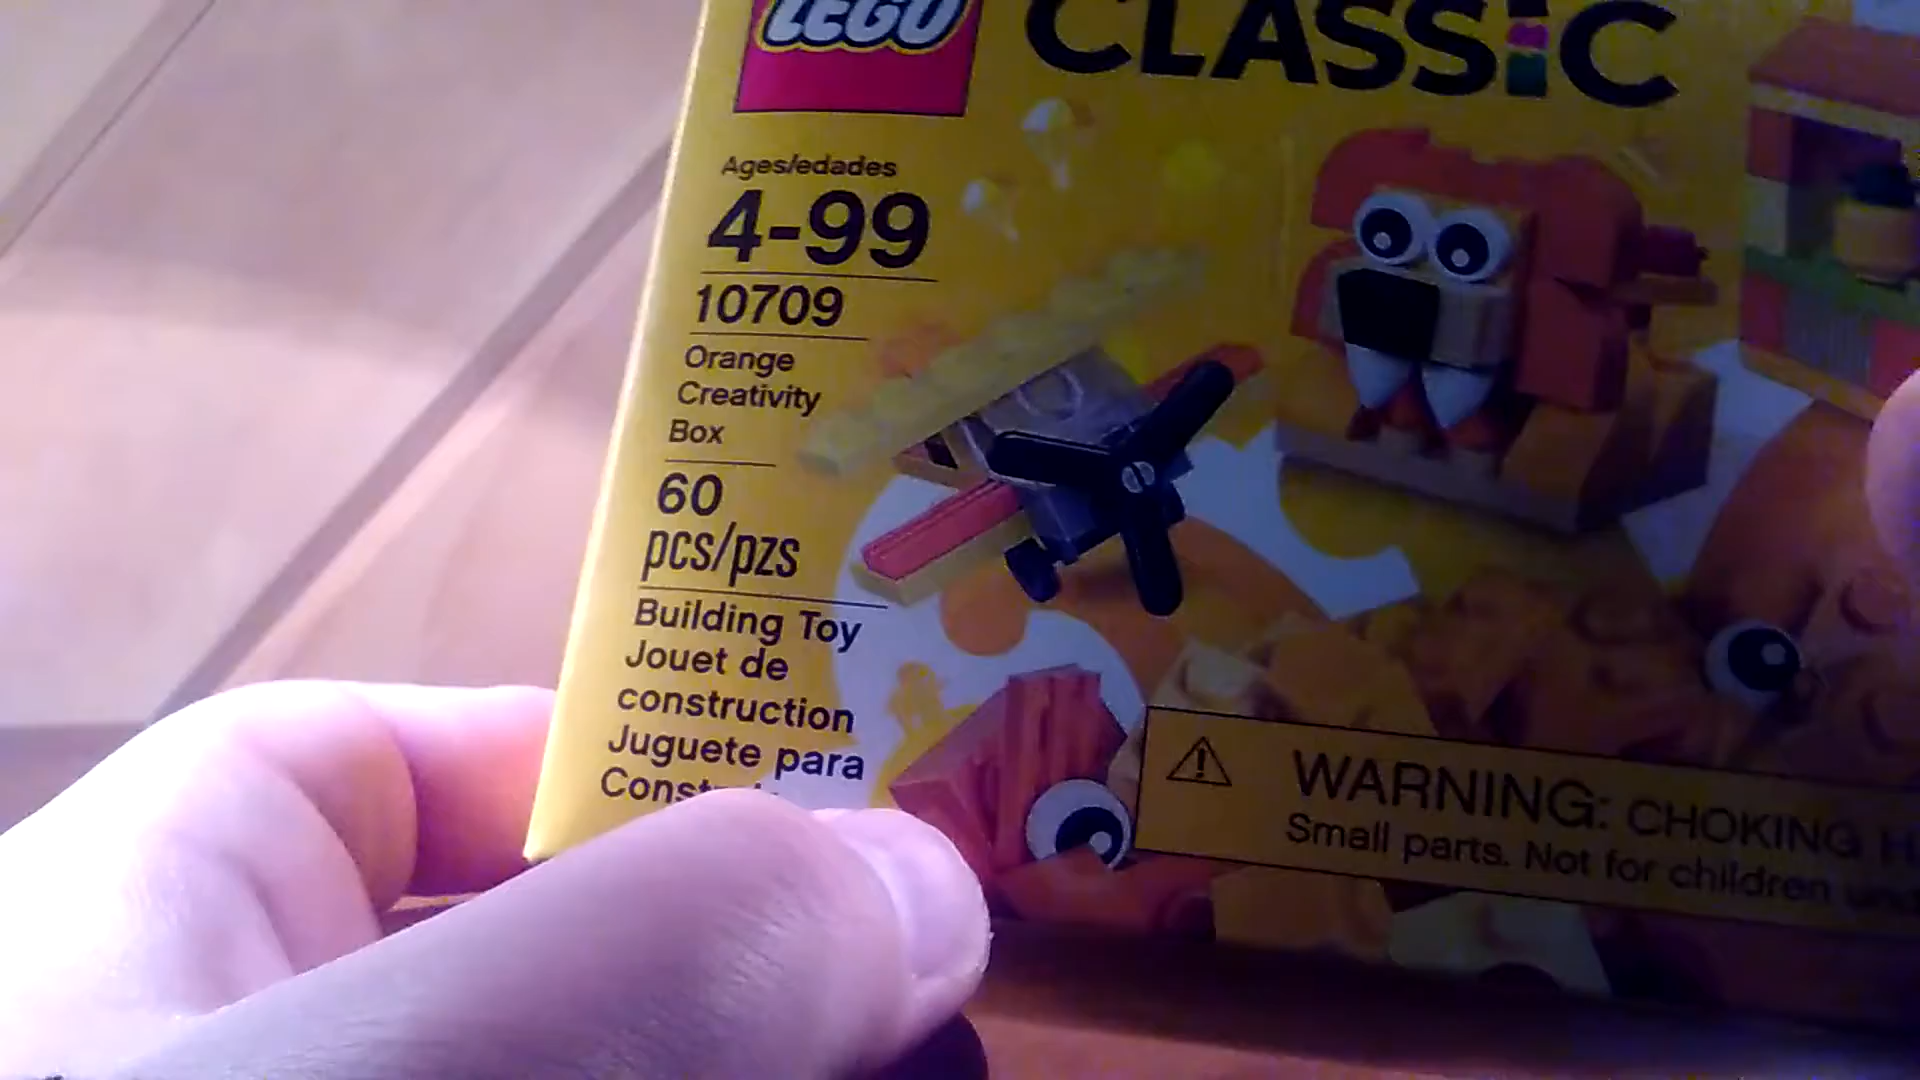 LEGO CLASSIC
Ages/edades
4-99
10709
Orange
Creativity
Box
60
pcs/pzs
Building Toy
Jouet de
construction
Juguete para
WARNING: CHOKING
Small parts. Not for children